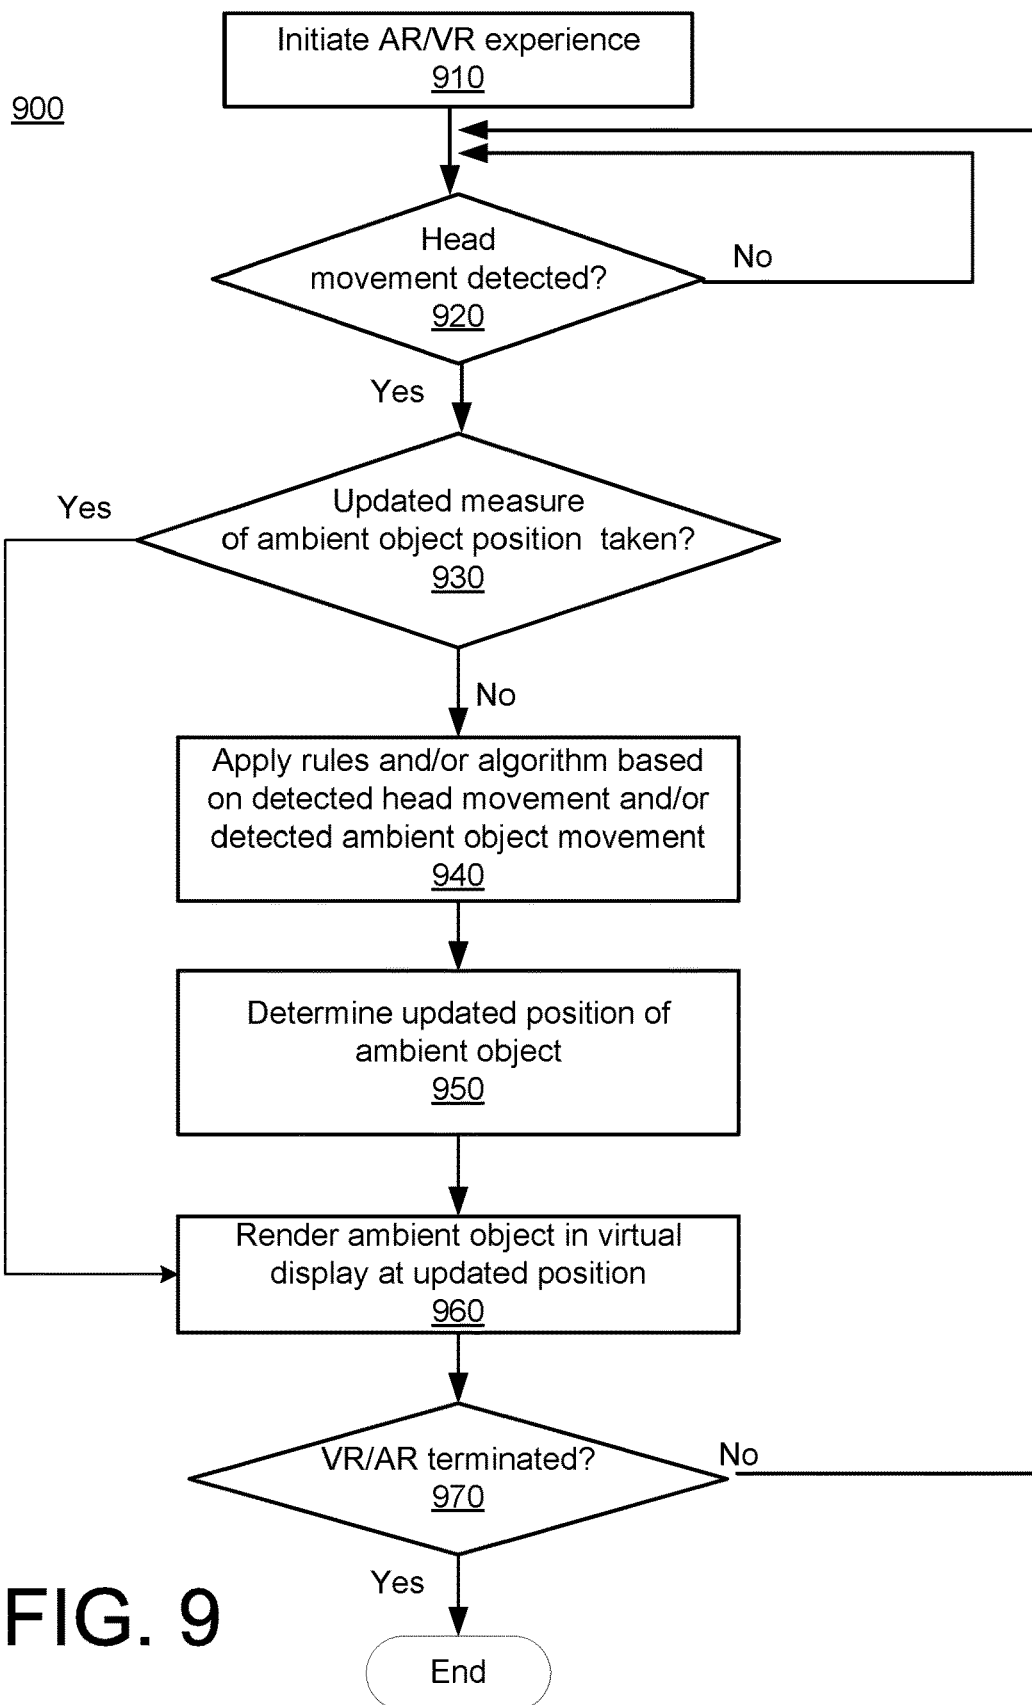 Initiate AR/VR experience
910
900
Head
movement detected?
920
No
Yes
Updated measure
of ambient object position taken?
930
Yes
No
Apply rules and/or algorithm based
on detected head movement and/or
detected ambient object movement
940
Determine updated position of
ambient object
950
Render ambient object in virtual
display at updated position
960
VR/AR terminated?
970
No
Yes
End
FIG. 9